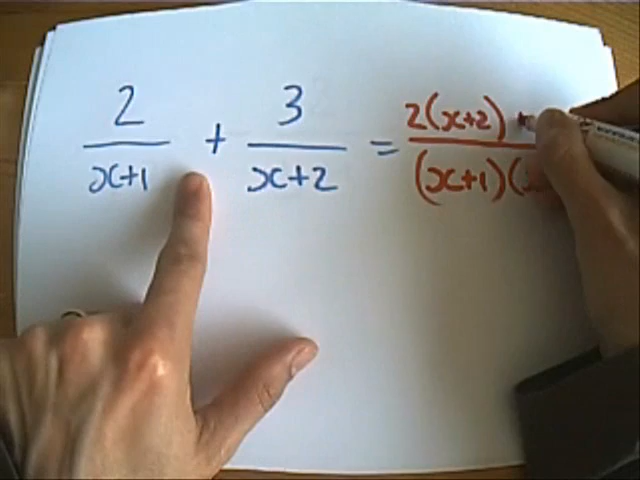 2/(x+1) + 3/(x+2) = 2(x+2) +/(x+1)(